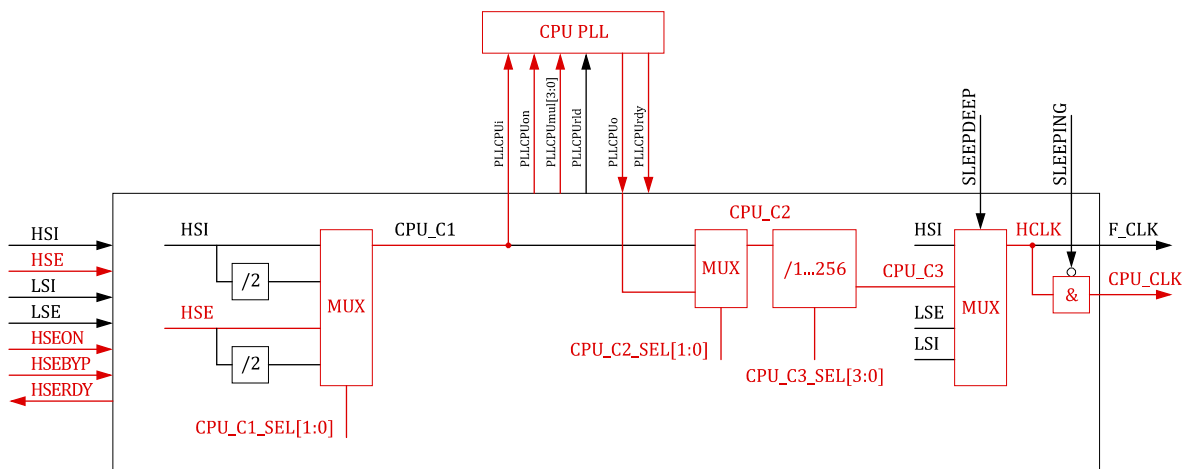 CPU PLL
PLLCPUi
PLLCPUon
PLLCPUmul[3:0]
PLLCPUrld
PLLCPUo
PLLCPUrdy
SLEEPDEEP
SLEEPING
HSI
HSE
LSI
LSE
HSEON
HSEBYP
HSERDY
HSI
/2
HSE
/2
MUX
CPU_C1_SEL[1:0]
CPU_C1
MUX
CPU_C2_SEL[1:0]
CPU_C2
/1...256
CPU_C3_SEL[3:0]
CPU_C3
HSI
LSE
LSI
MUX
HCLK
F_CLK
&
CPU_CLK